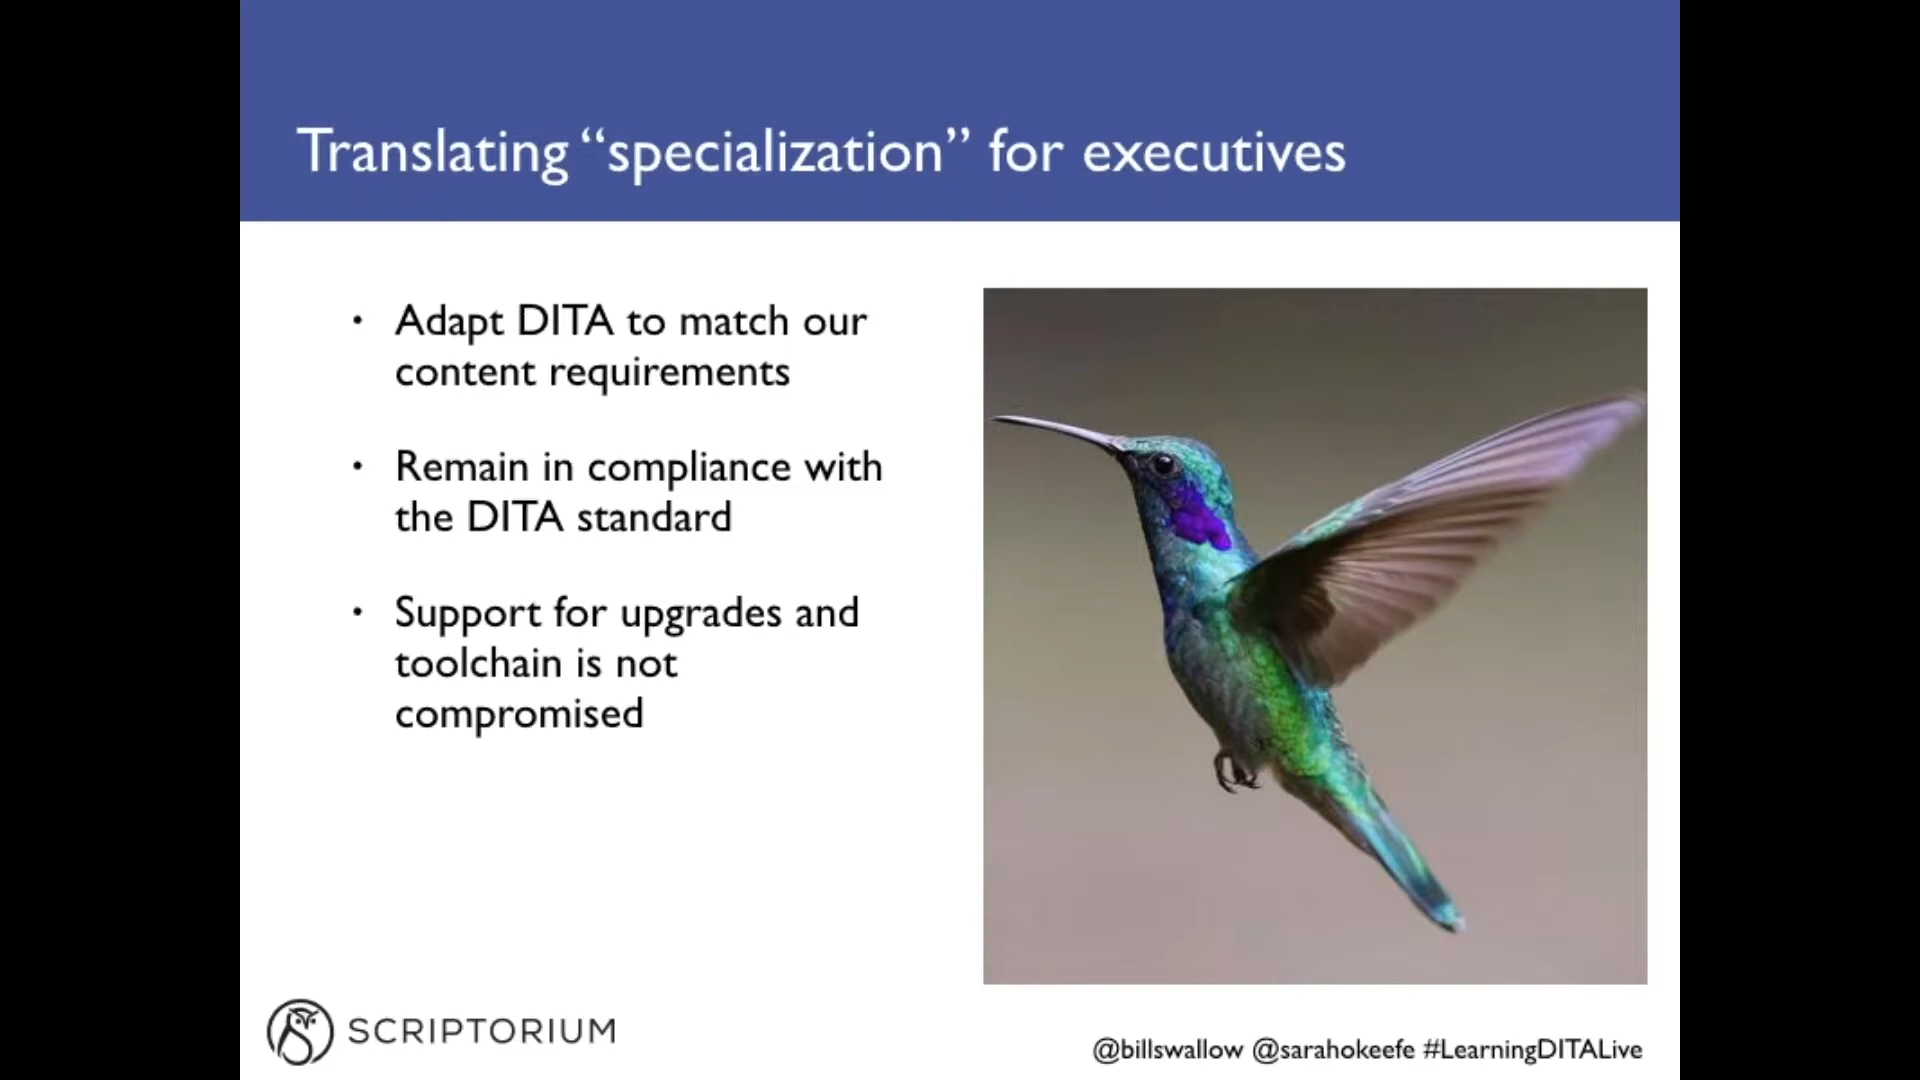 Translating “specialization” for executives
• Adapt DITA to match our
content requirements
• Remain in compliance with
the DITA standard
• Support for upgrades and
toolchain is not
compromised
SCRIPTORIUM
@billswallow @sarahokeefe #LearningDITALive